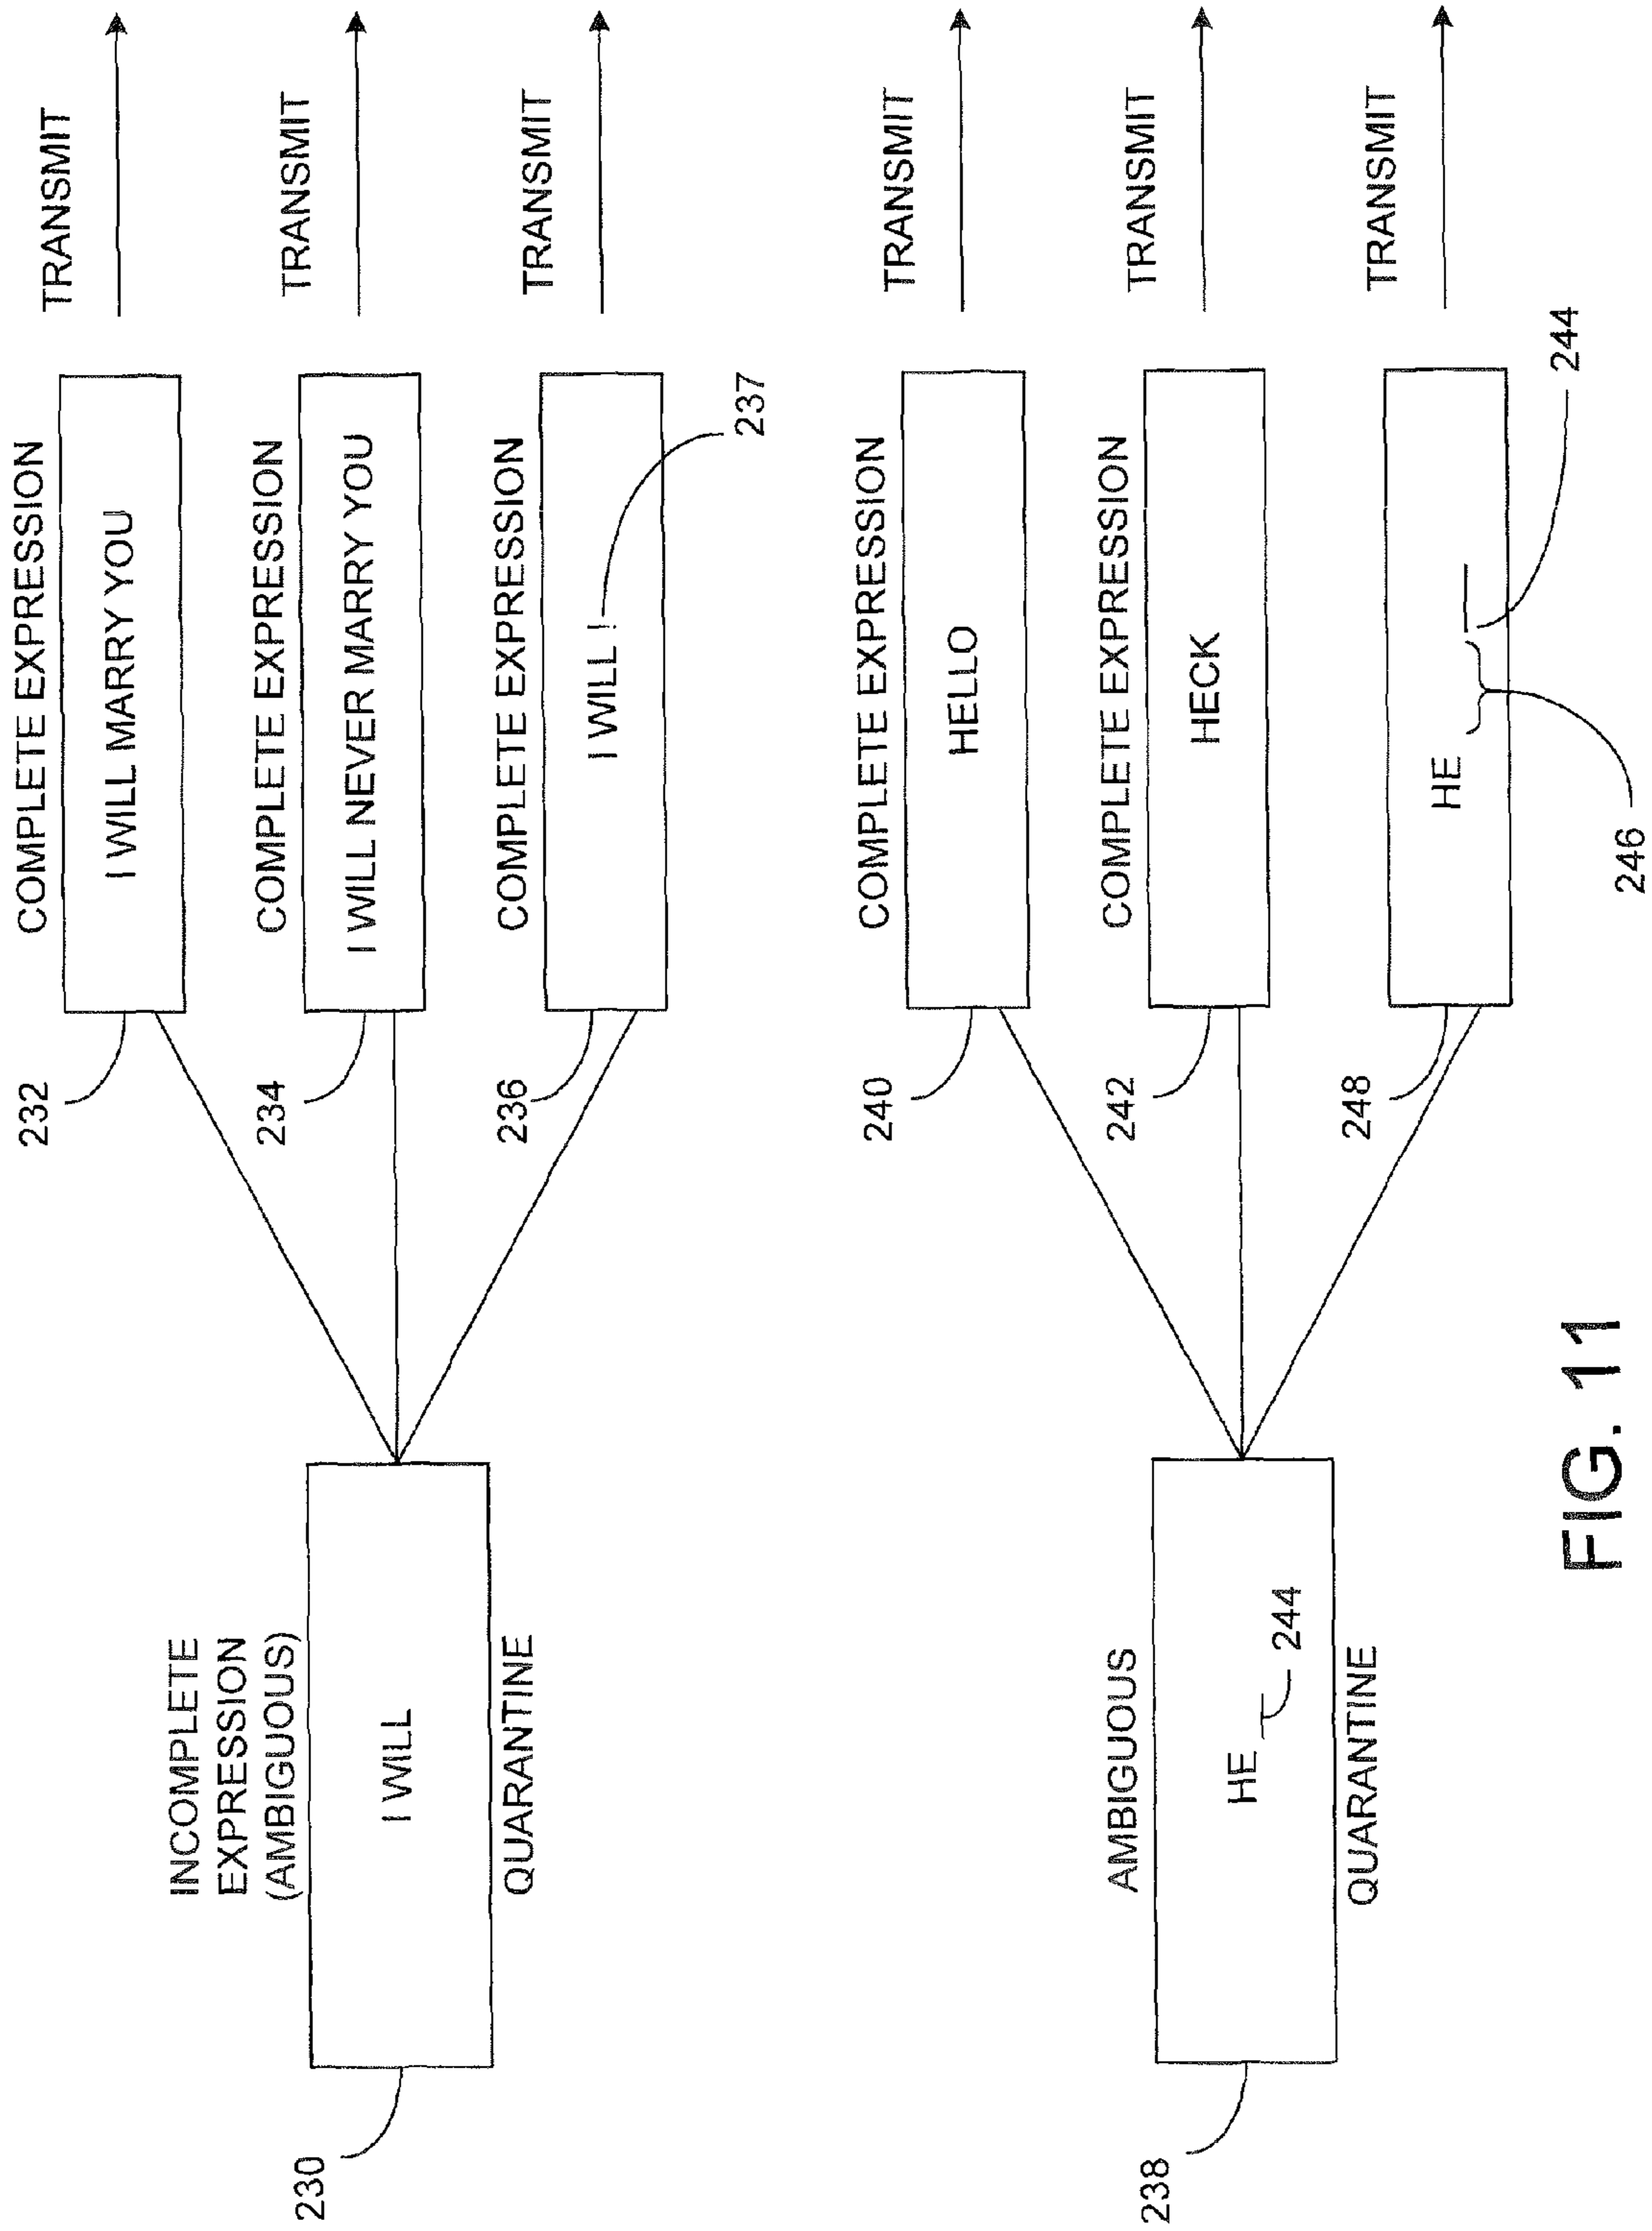 INCOMPLETE
EXPRESSION
(AMBIGUOUS)
I WILL
QUARANTINE
230
COMPLETE EXPRESSION
I WILL MARRY YOU
232
TRANSMIT
COMPLETE EXPRESSION
I WILL NEVER MARRY YOU
234
TRANSMIT
COMPLETE EXPRESSION
I WILL !
236
237
TRANSMIT
AMBIGUOUS
HE _
244
QUARANTINE
238
COMPLETE EXPRESSION
HELLO
240
TRANSMIT
COMPLETE EXPRESSION
HECK
242
TRANSMIT
HE _
248
244
246
TRANSMIT
FIG. 11